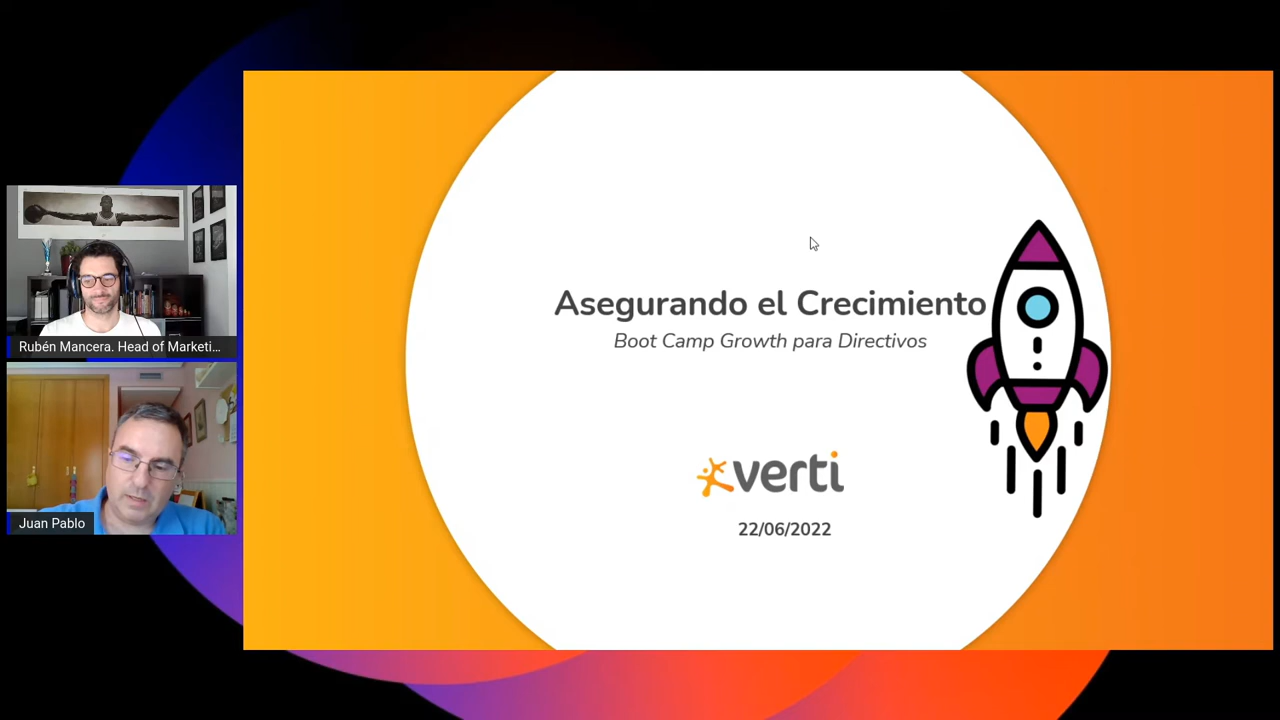 Rubén Mancera. Head of Marketi...
Juan Pablo
Asegurando el Crecimiento
Boot Camp Growth para Directivos
verti
22/06/2022